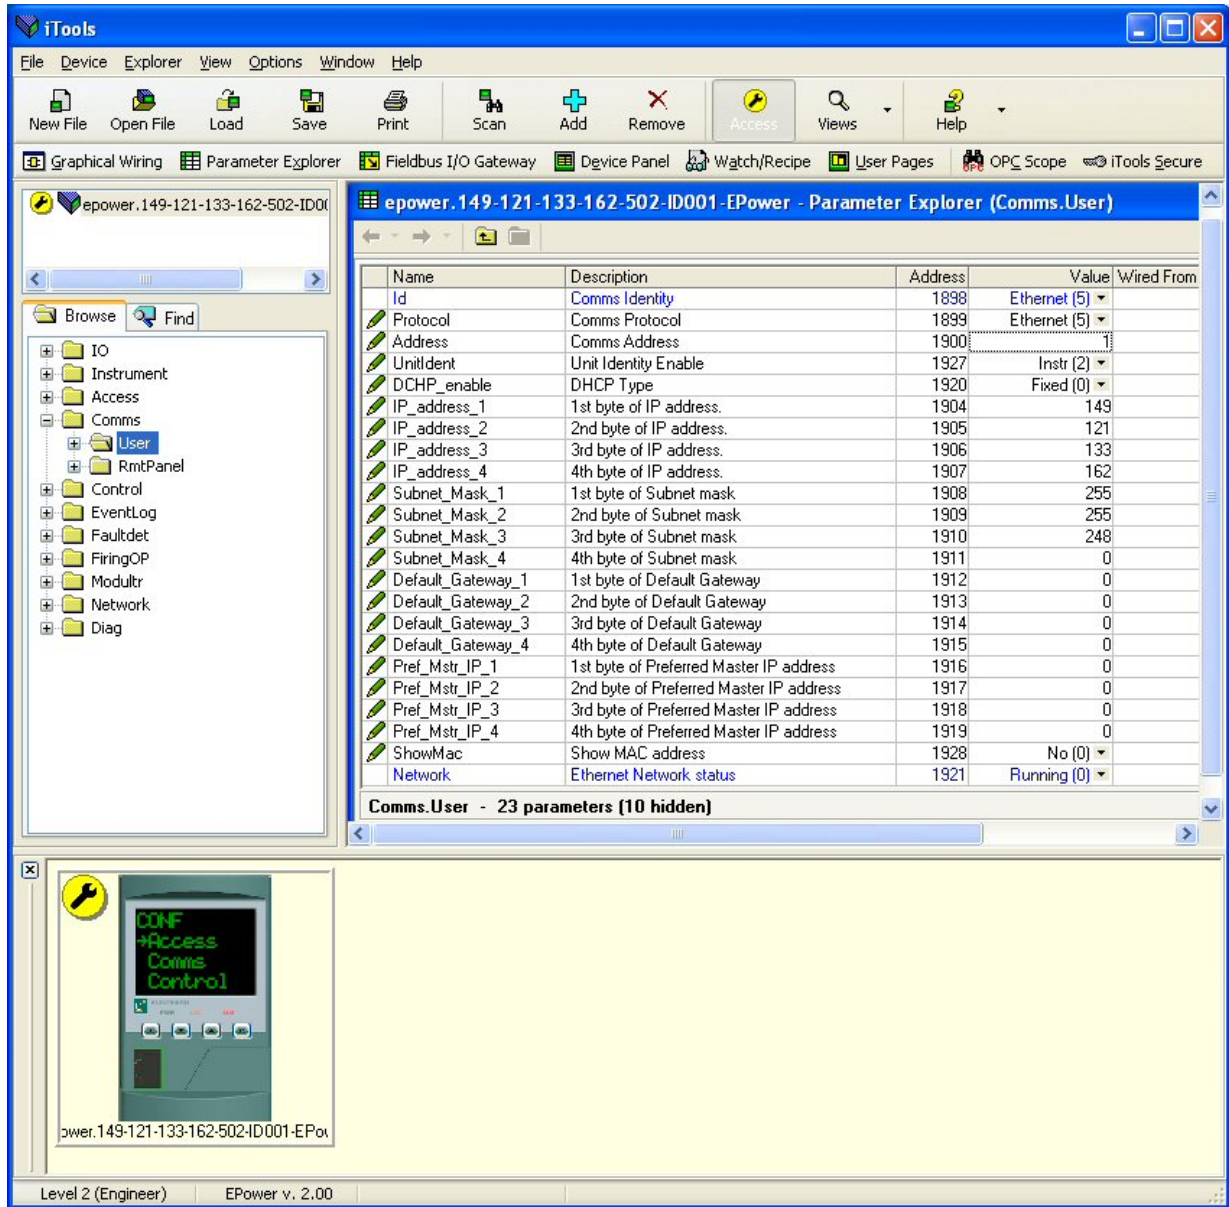 iTools
File Device Explorer View Options Window Help
New File Open File Load Save Print Scan Add Remove Access Views Help
Graphical Wiring Parameter Explorer Fieldbus I/O Gateway Device Panel Watch/Recipe User Pages OPC Scope iTools Secure
epower.149-121-133-162-502-ID00
epower.149-121-133-162-502-ID001-EPower - Parameter Explorer (Comms.User)
Browse Find
IO
Instrument
Access
Comms
User
RmtPanel
Control
EventLog
Faultdet
FiringOP
Modultr
Network
Diag
Name Description Address Value Wired From
Id Comms Identity 1898 Ethernet (5)
Protocol Comms Protocol 1899 Ethernet (5)
Address Comms Address 1900 1
UnitIdent Unit Identity Enable 1927 Instr (2)
DCHP_enable DHCP Type 1920 Fixed (0)
IP_address_1 1st byte of IP address. 1904 149
IP_address_2 2nd byte of IP address. 1905 121
IP_address_3 3rd byte of IP address. 1906 133
IP_address_4 4th byte of IP address. 1907 162
Subnet_Mask_1 1st byte of Subnet mask 1908 255
Subnet_Mask_2 2nd byte of Subnet mask 1909 255
Subnet_Mask_3 3rd byte of Subnet mask 1910 248
Subnet_Mask_4 4th byte of Subnet mask 1911 0
Default_Gateway_1 1st byte of Default Gateway 1912 0
Default_Gateway_2 2nd byte of Default Gateway 1913 0
Default_Gateway_3 3rd byte of Default Gateway 1914 0
Default_Gateway_4 4th byte of Default Gateway 1915 0
Pref_Mstr_IP_1 1st byte of Preferred Master IP address 1916 0
Pref_Mstr_IP_2 2nd byte of Preferred Master IP address 1917 0
Pref_Mstr_IP_3 3rd byte of Preferred Master IP address 1918 0
Pref_Mstr_IP_4 4th byte of Preferred Master IP address 1919 0
ShowMac Show MAC address 1928 No (0)
Network Ethernet Network status 1921 Running (0)
Comms.User - 23 parameters (10 hidden)
CONF
→Access
Comms
Control
ower.149-121-133-162-502-ID001-EPow
Level 2 (Engineer) EPower v. 2.00